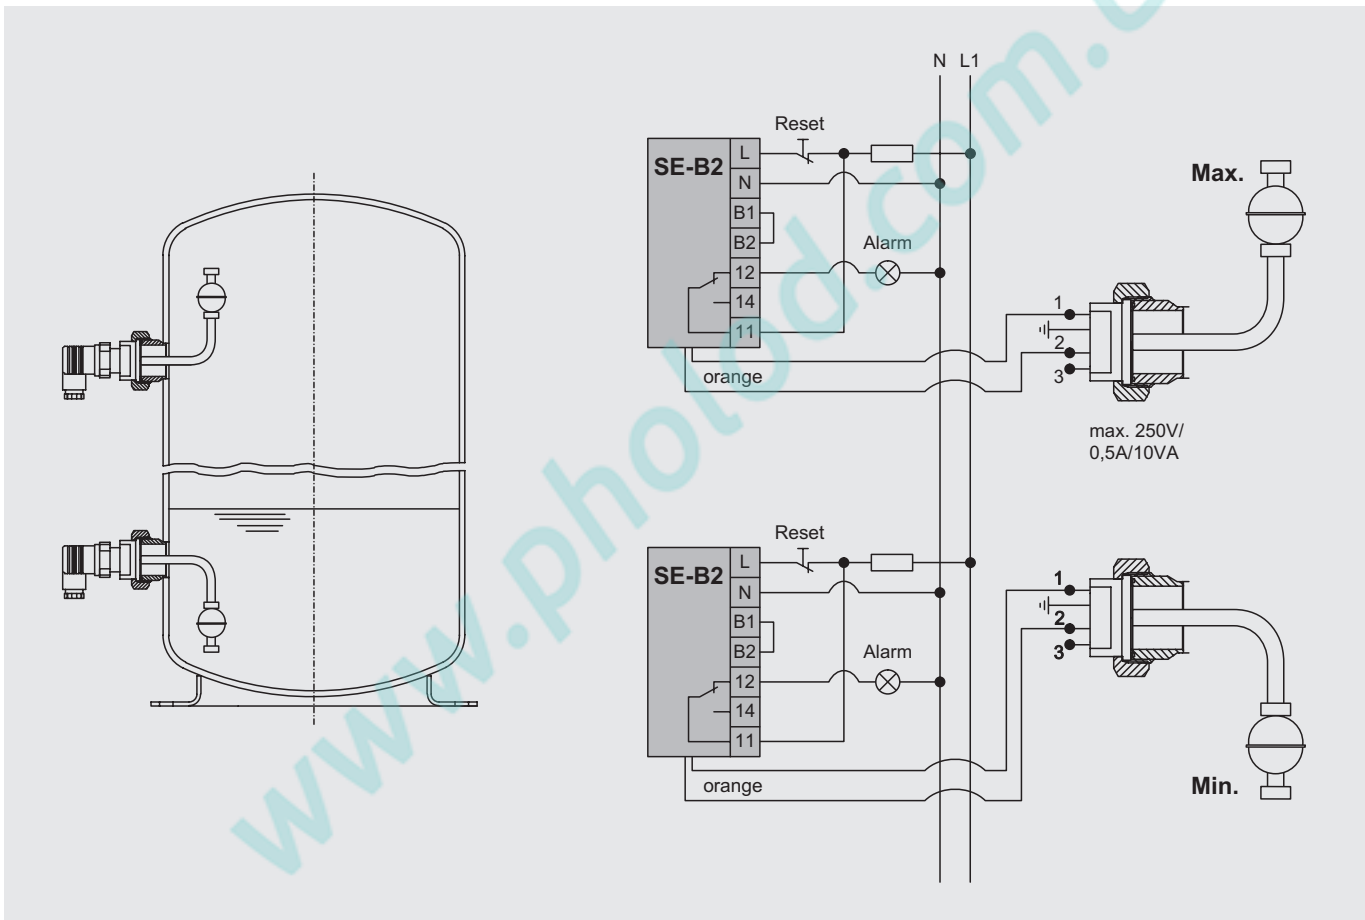 N L1
Reset
SE-B2
L
N
B1
B2
12
14
11
Alarm
orange
Max.
1
2
3
max. 250V/
0,5A/10VA
Reset
SE-B2
L
N
B1
B2
12
14
11
Alarm
orange
1
2
3
Min.
www.pholod.com.